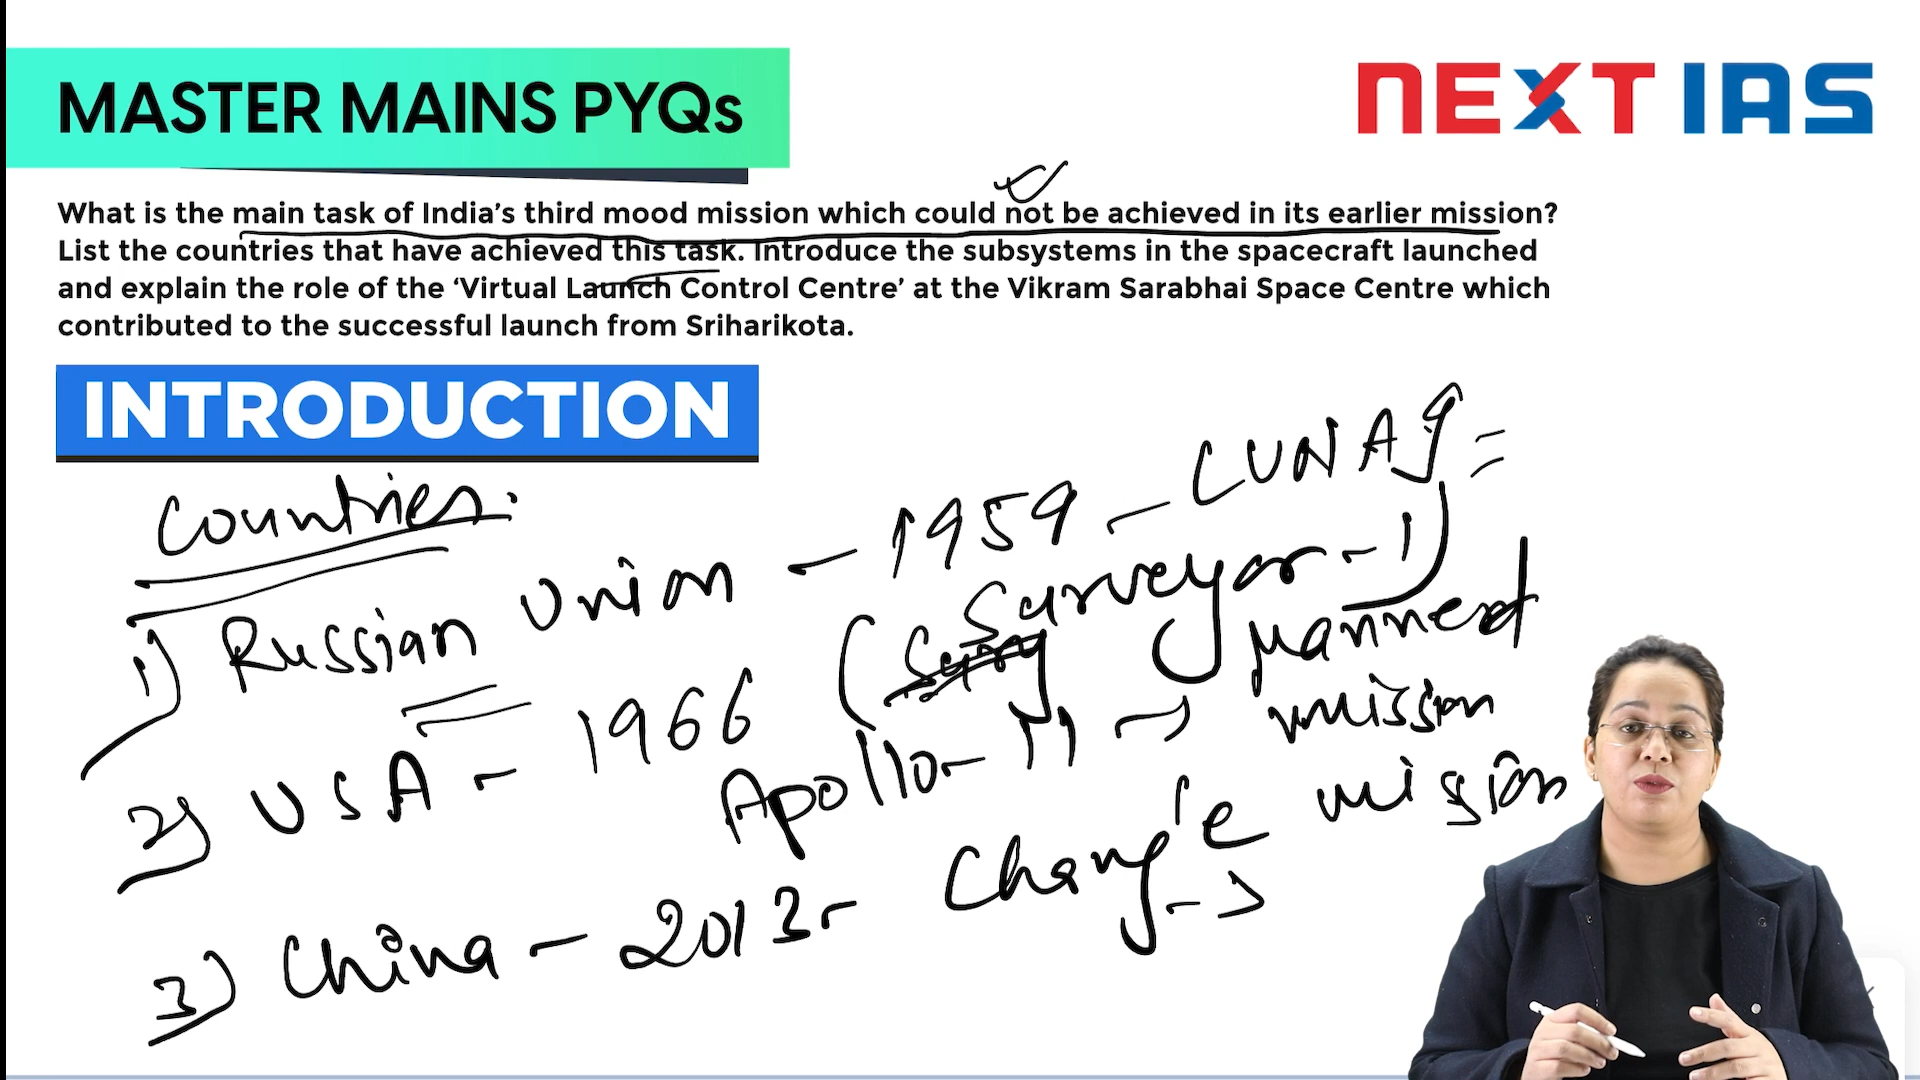 MASTER MAINS PYQs
NEXT IAS
What is the main task of India's third mood mission which could not be achieved in its earlier mission?
List the countries that have achieved this task. Introduce the subsystems in the spacecraft launched
and explain the role of the 'Virtual Launch Control Centre' at the Vikram Sarabhai Space Centre which
contributed to the successful launch from Sriharikota.
INTRODUCTION
Countries:
1) Russian Union - 1959 - LUNA 9 =
2) USA - 1966 (Surveyor-1)
Apollo-11 → manned
mission
3) China - 2013 - Chang'e mission